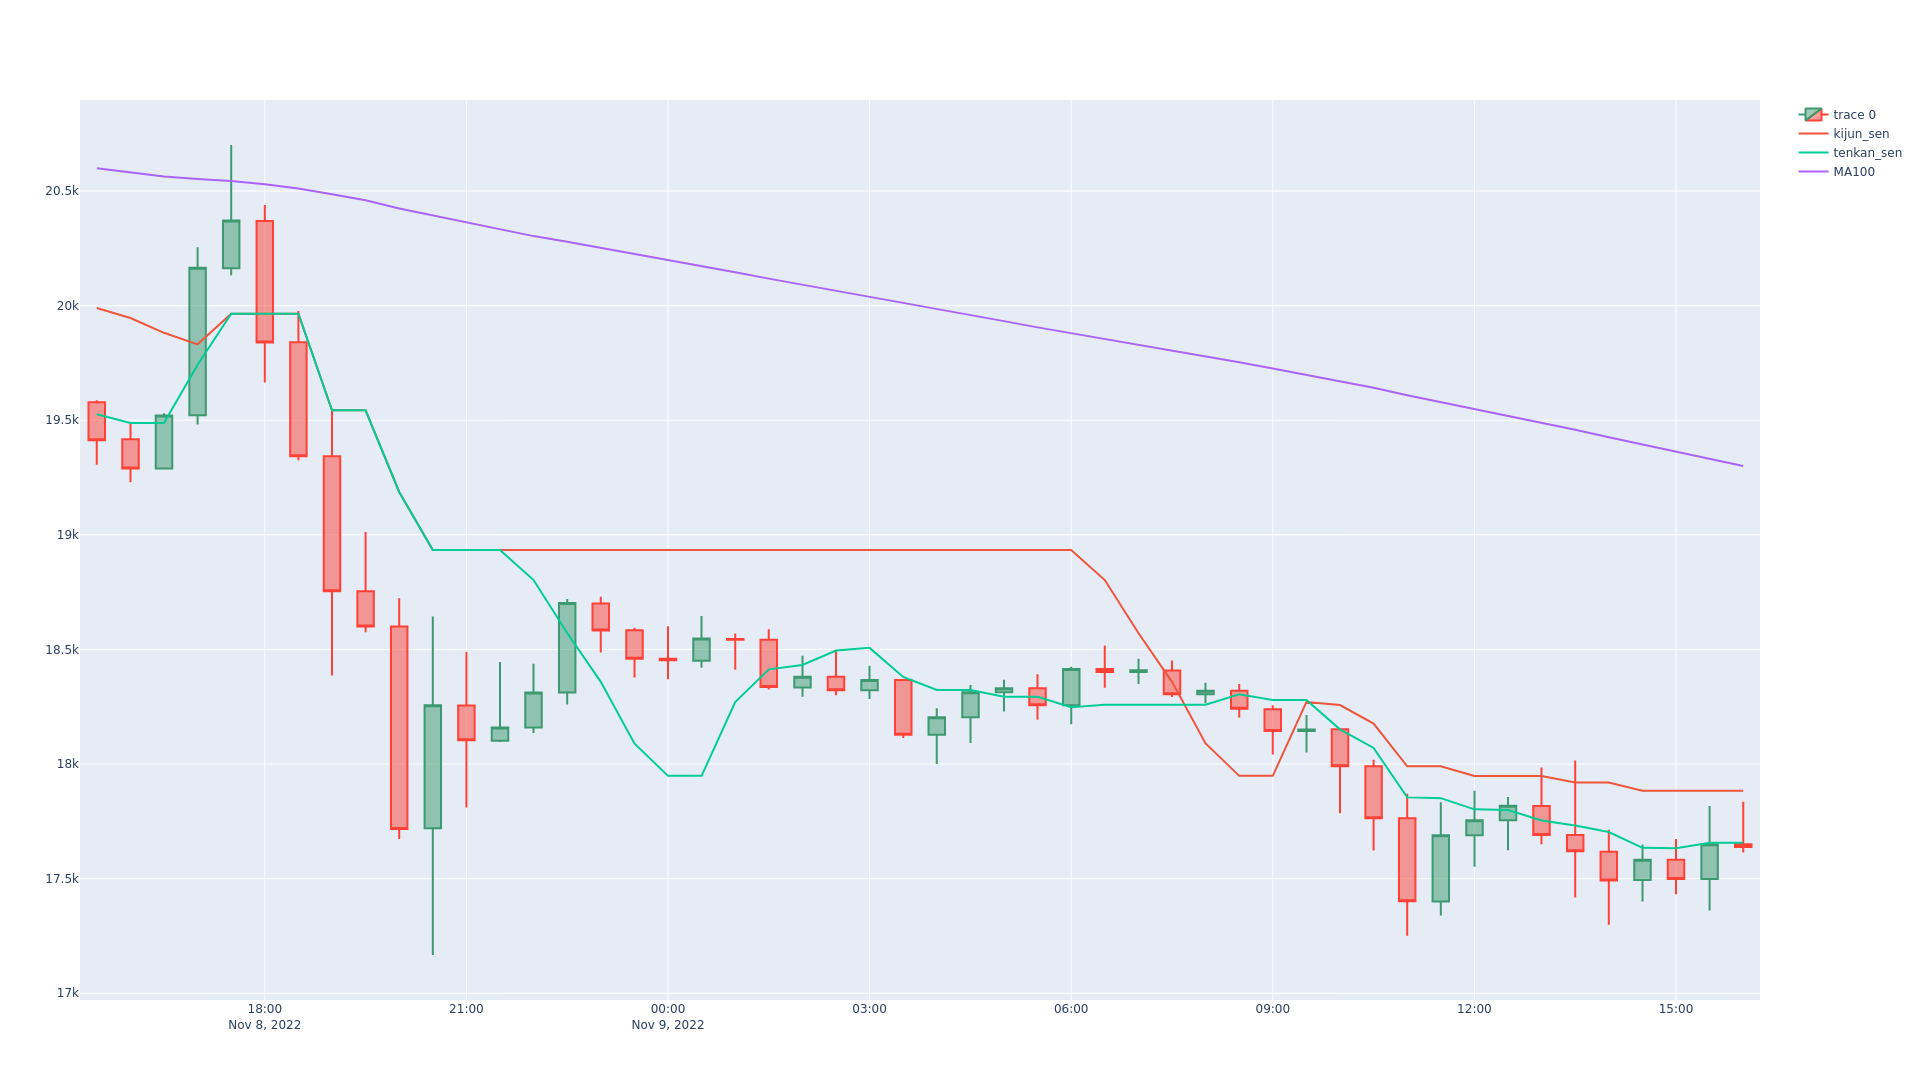 trace 0
kijun_sen
tenkan_sen
MA100
20.5k
20k
19.5k
19k
18.5k
18k
17.5k
17k
18:00 21:00 00:00 03:00 06:00 09:00 12:00 15:00
Nov 8, 2022 Nov 9, 2022